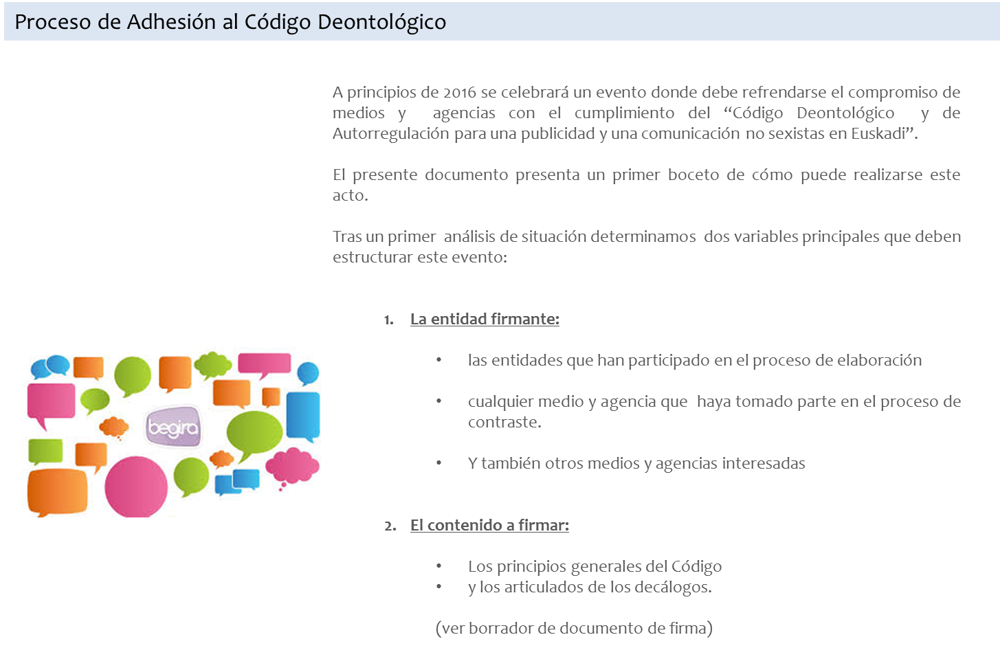 Proceso de Adhesión al Código Deontológico
A principios de 2016 se celebrará un evento donde debe refrendarse el compromiso de
medios y agencias con el cumplimiento del “Código Deontológico y de
Autorregulación para una publicidad y una comunicación no sexistas en Euskadi”.
El presente documento presenta un primer boceto de cómo puede realizarse este
acto.
Tras un primer análisis de situación determinamos dos variables principales que deben
estructurar este evento:
1. La entidad firmante:
• las entidades que han participado en el proceso de elaboración
• cualquier medio y agencia que haya tomado parte en el proceso de
contraste.
• Y también otros medios y agencias interesadas
begira
2. El contenido a firmar:
• Los principios generales del Código
• y los articulados de los decálogos.
(ver borrador de documento de firma)